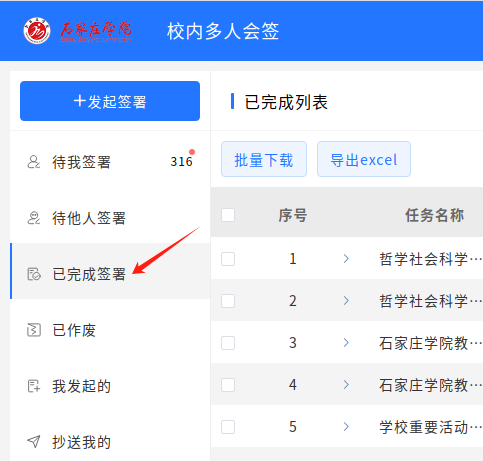 石家庄学院 校内多人会签
+发起签署
待我签署 316
待他人签署
已完成签署
已作废
我发起的
抄送我的
已完成列表
批量下载 导出excel
序号 任务名称
1 哲学社会科学…
2 哲学社会科学…
3 石家庄学院教…
4 石家庄学院教…
5 学校重要活动…